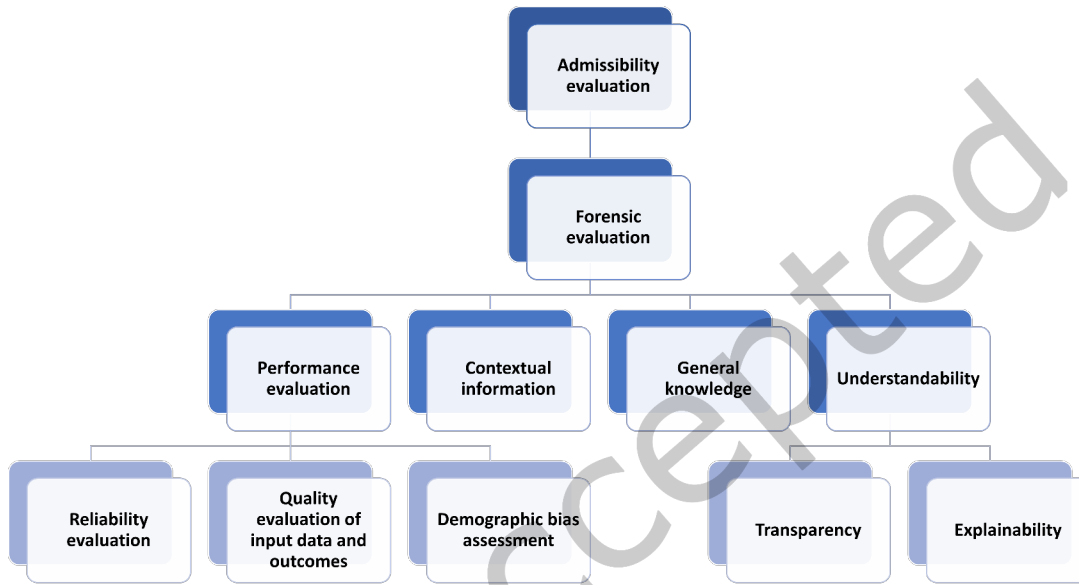 Admissibility
evaluation
Forensic
evaluation
Performance
evaluation
Contextual
information
General
knowledge
Understandability
Reliability
evaluation
Quality
evaluation of
input data and
outcomes
Demographic bias
assessment
Transparency
Explainability
ccepted